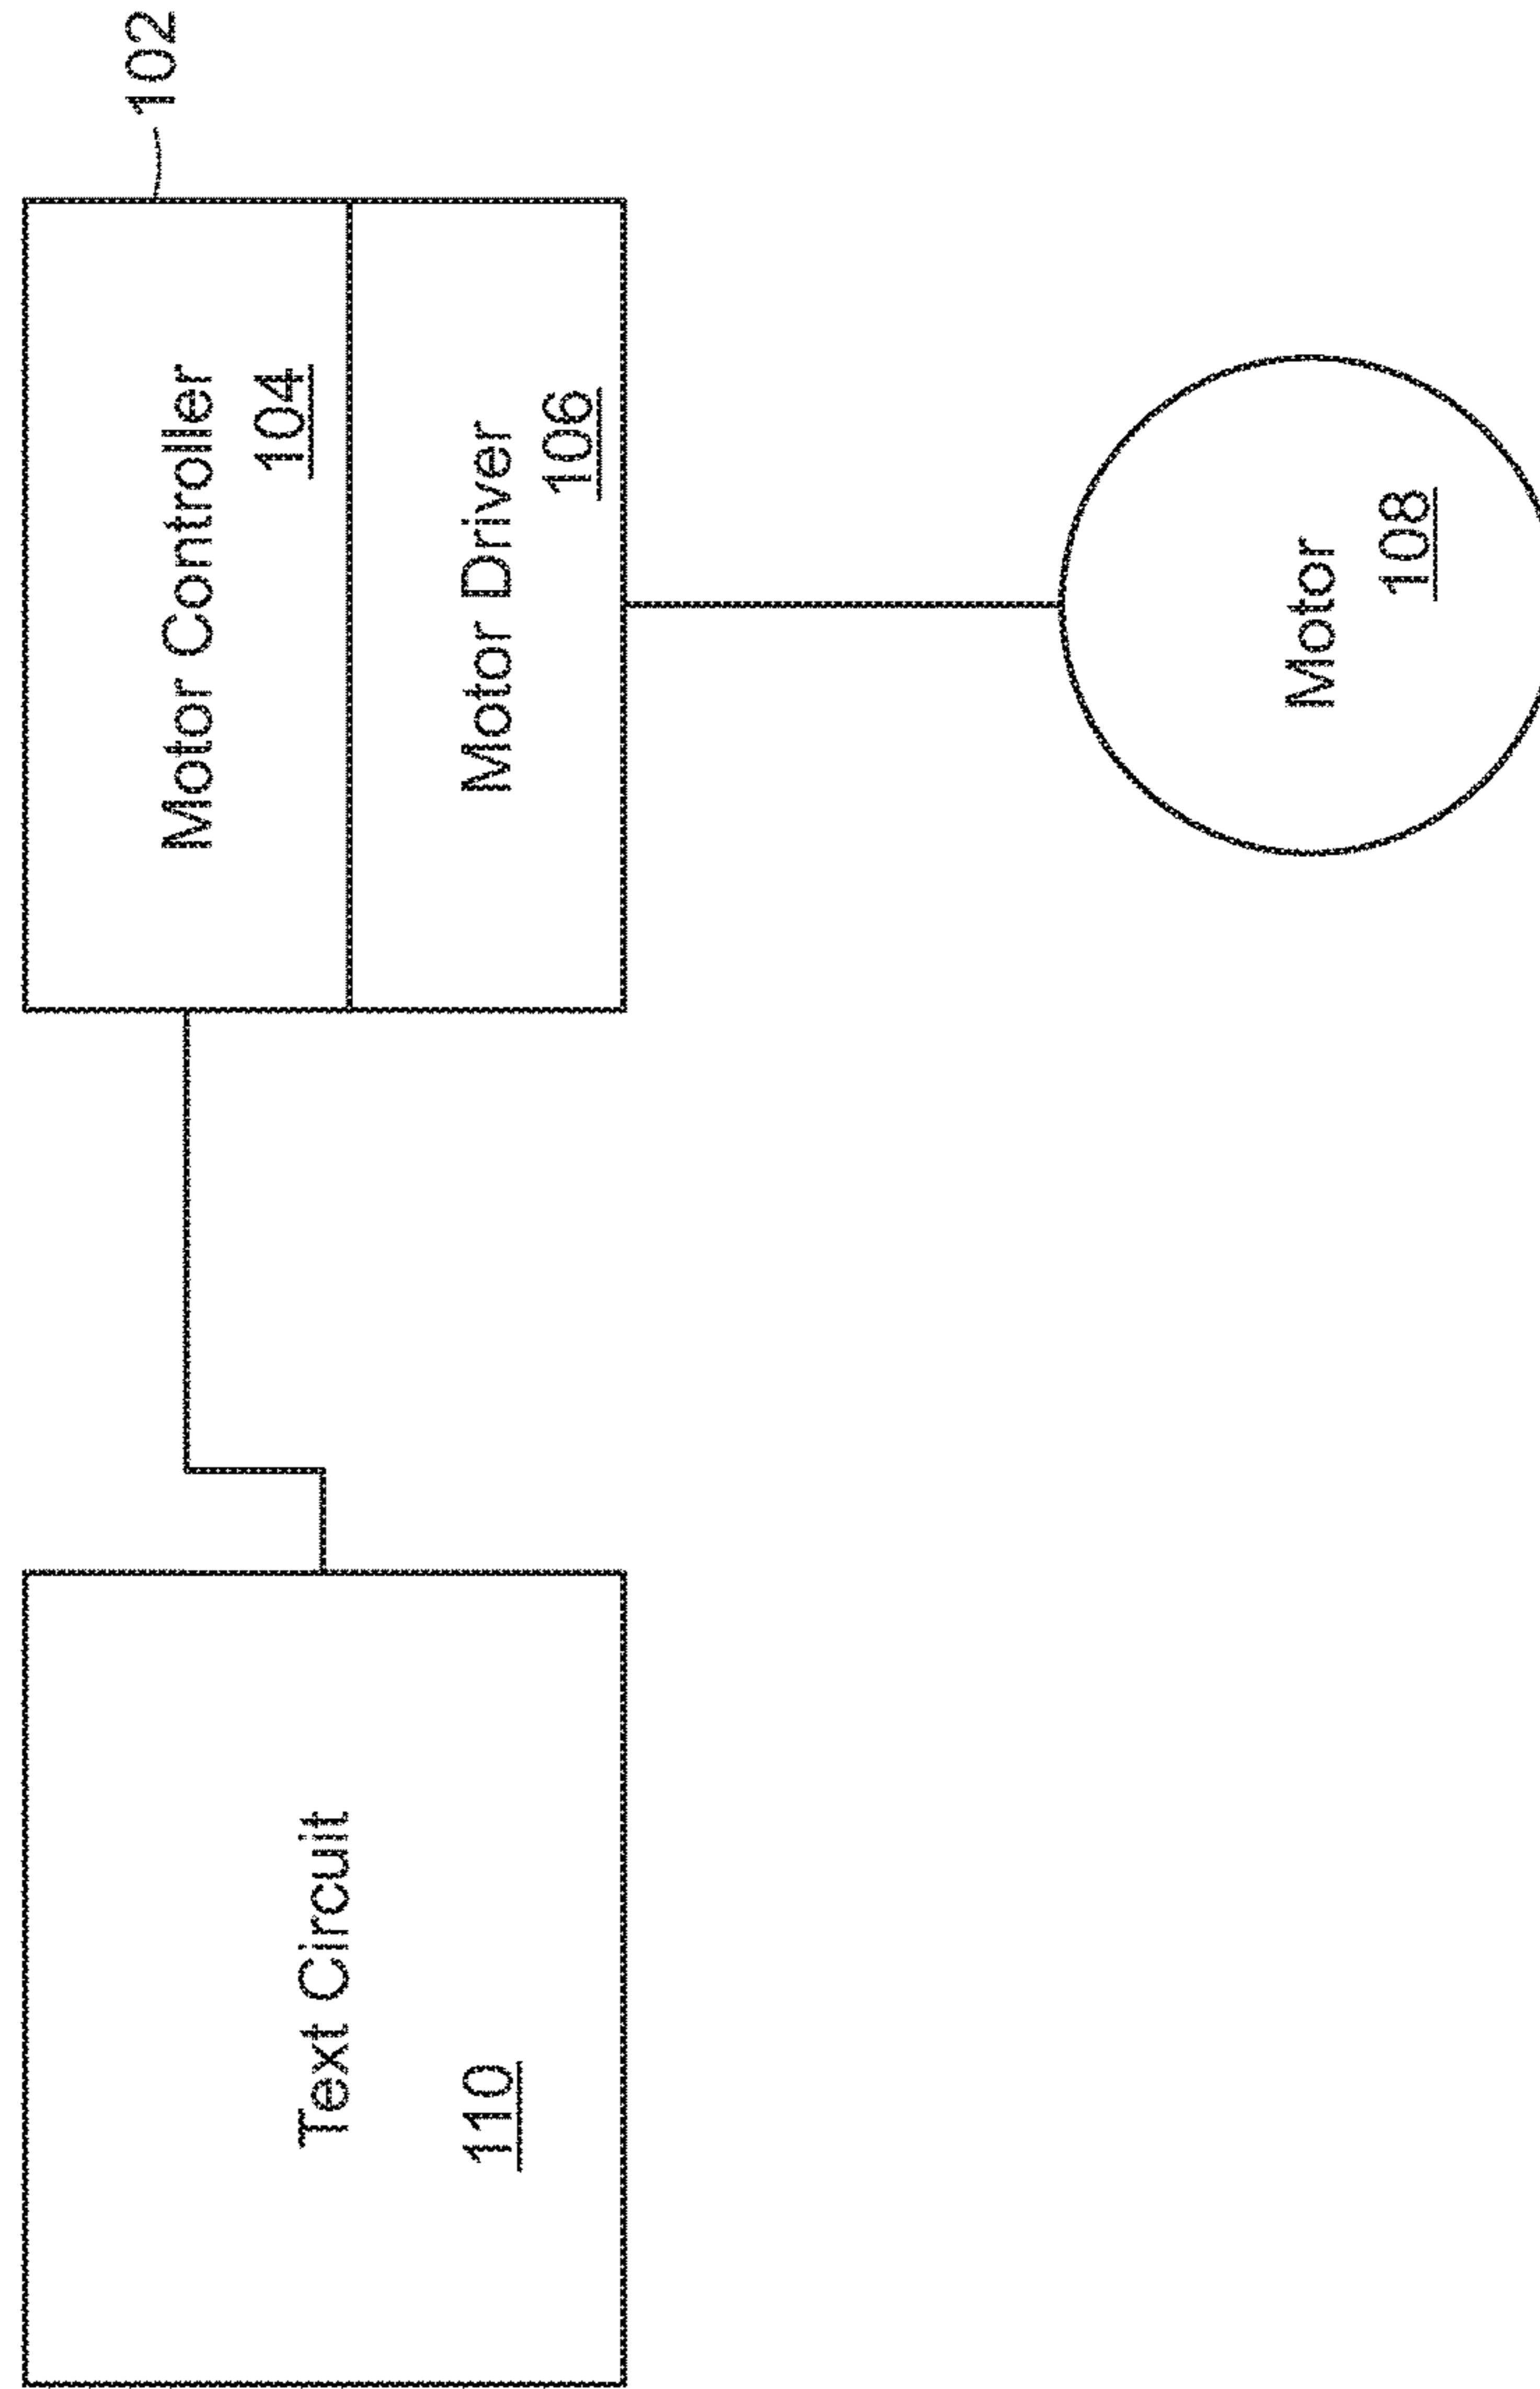 Text Circuit
110
102
Motor Controller
104
Motor Driver
106
Motor
108